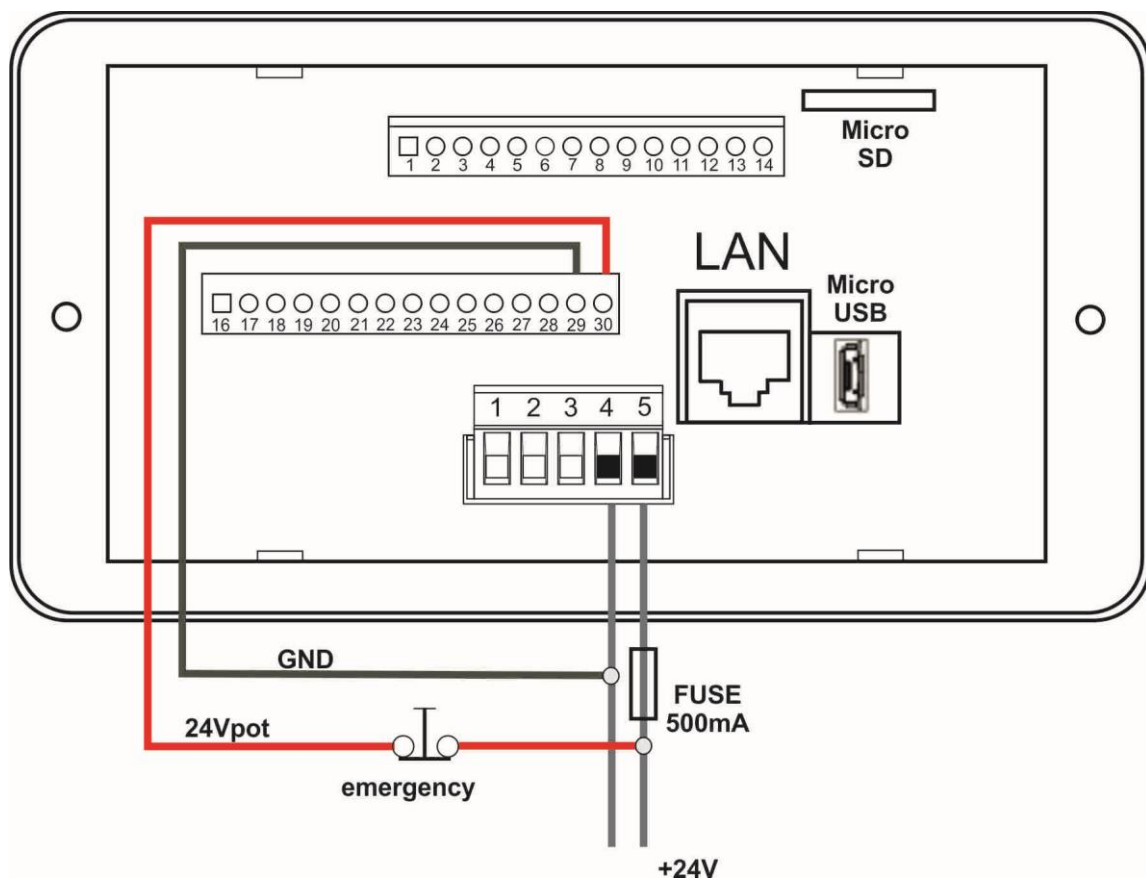 Micro
SD
1 2 3 4 5 6 7 8 9 10 11 12 13 14
LAN
Micro
USB
16 17 18 19 20 21 22 23 24 25 26 27 28 29 30
1 2 3 4 5
GND
FUSE
500mA
24Vpot
emergency
+24V